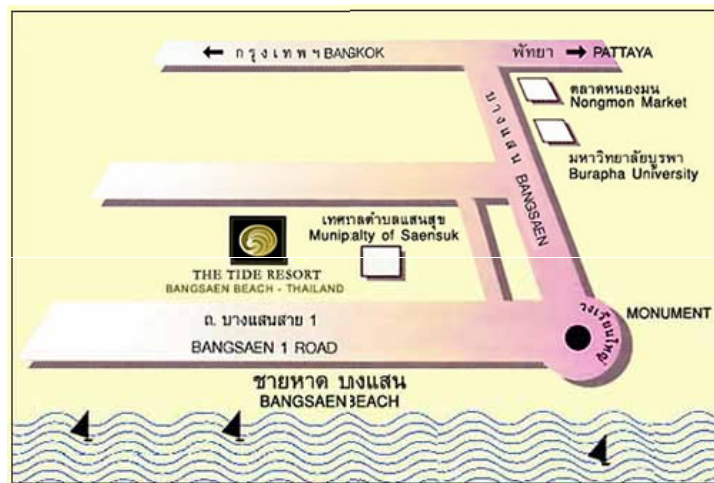 ← กรุงเทพฯ BANGKOK
พัทยา → PATTAYA
ตลาดหนองมน
Nongmon Market
บางแสน BANGSAEN
มหาวิทยาลัยบูรพา
Burapha University
เทศบาลตำบลแสนสุข
Munipalty of Saensuk
THE TIDE RESORT
BANGSAEN BEACH - THAILAND
ถ. บางแสนสาย 1
BANGSAEN 1 ROAD
วงเวียนใหญ่
MONUMENT
ชายหาด บางแสน
BANGSAEN BEACH